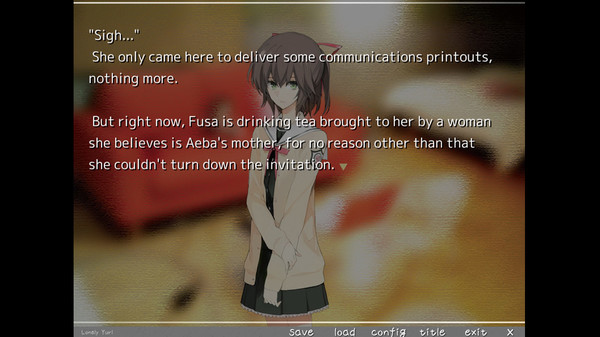 "Sigh..."
She only came here to deliver some communications printouts,
nothing more.
But right now, Fusa is drinking tea brought to her by a woman
she believes is Aeba's mother, for no reason other than that
she couldn't turn down the invitation.
Lonely Yuri
save load config title exit X